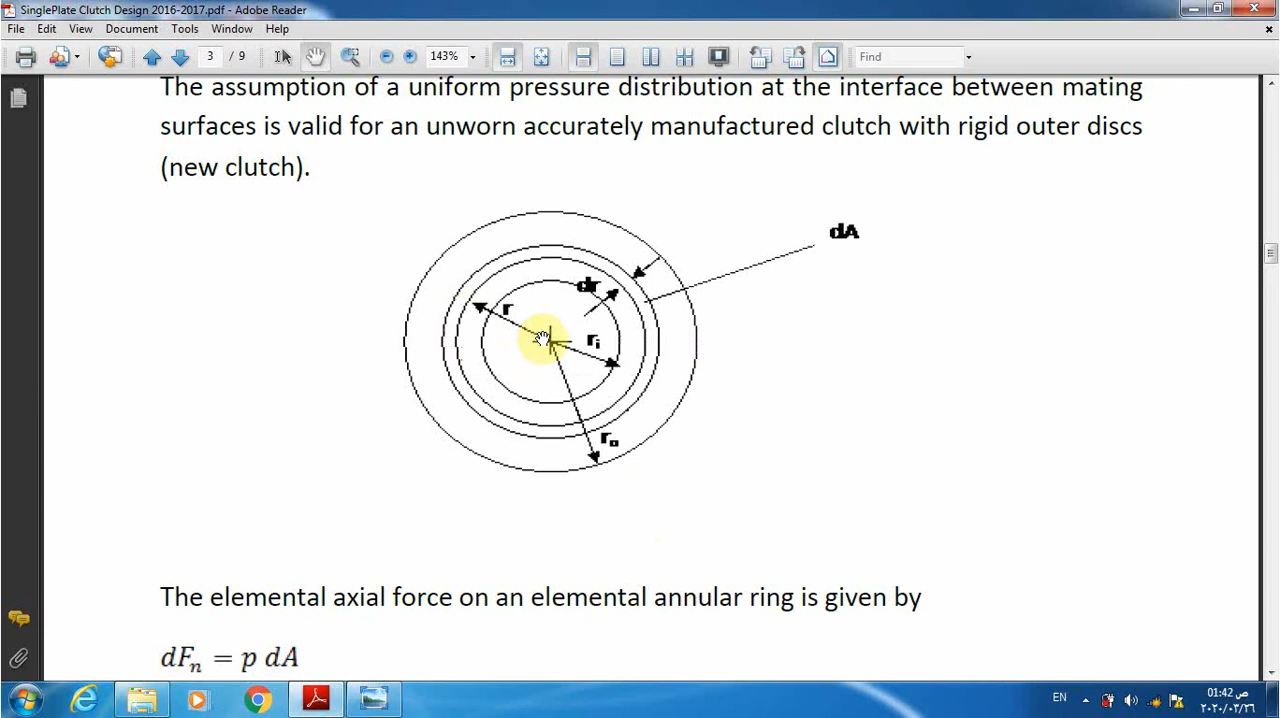 SinglePlate Clutch Design 2016-2017.pdf - Adobe Reader
File Edit View Document Tools Window Help
3 / 9 143% Find
The assumption of a uniform pressure distribution at the interface between mating
surfaces is valid for an unworn accurately manufactured clutch with rigid outer discs
(new clutch).
dA
dr
r
ri
ro
The elemental axial force on an elemental annular ring is given by
dFn = p dA
EN 01:42 ص
٢٠٢٠/٠٣/٢٦